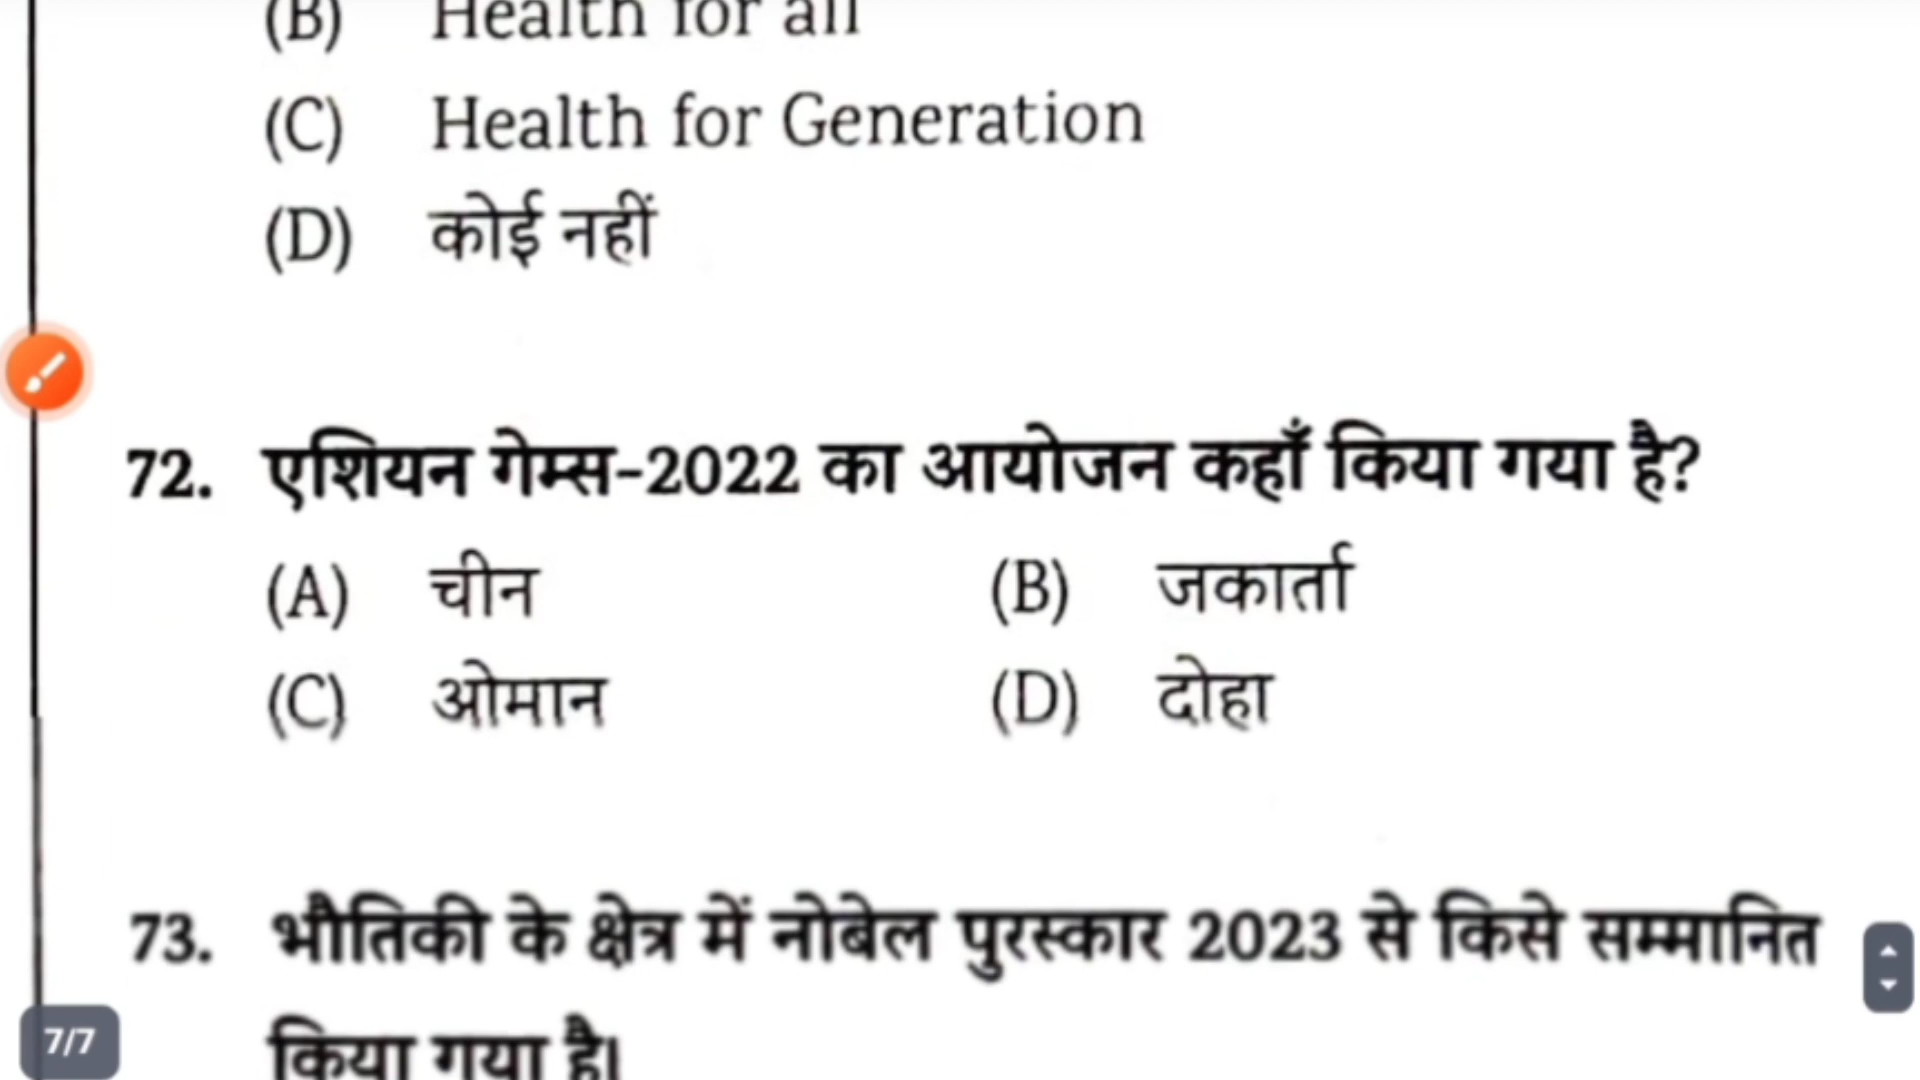 (B) Health for all
(C) Health for Generation
(D) कोई नहीं
72. एशियन गेम्स-2022 का आयोजन कहाँ किया गया है?
(A) चीन (B) जकार्ता
(C) ओमान (D) दोहा
73. भौतिकी के क्षेत्र में नोबेल पुरस्कार 2023 से किसे सम्मानित
किया गया है।
7/7